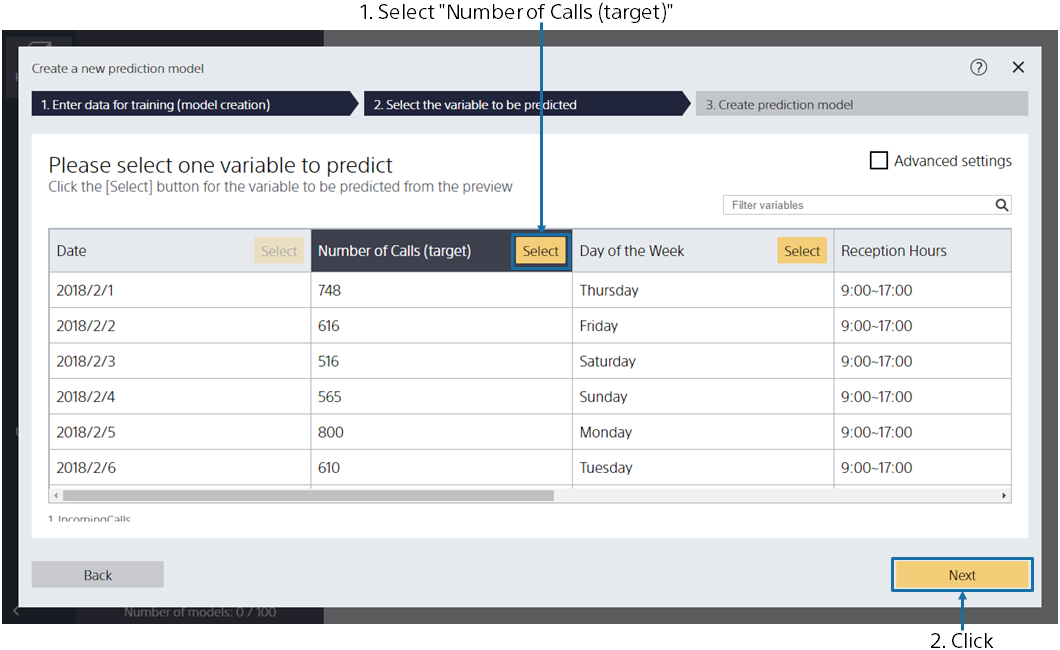 1. Select "Number of Calls (target)"
Create a new prediction model
1. Enter data for training (model creation) 2. Select the variable to be predicted 3. Create prediction model
Please select one variable to predict
Advanced settings
Click the [Select] button for the variable to be predicted from the preview
Filter variables
Date Select Number of Calls (target) Select Day of the Week Select Reception Hours
2018/2/1 748 Thursday 9:00~17:00
2018/2/2 616 Friday 9:00~17:00
2018/2/3 516 Saturday 9:00~17:00
2018/2/4 565 Sunday 9:00~17:00
2018/2/5 800 Monday 9:00~17:00
2018/2/6 610 Tuesday 9:00~17:00
1_IncomingCalls
Back Next
Number of models: 0 / 100
2. Click